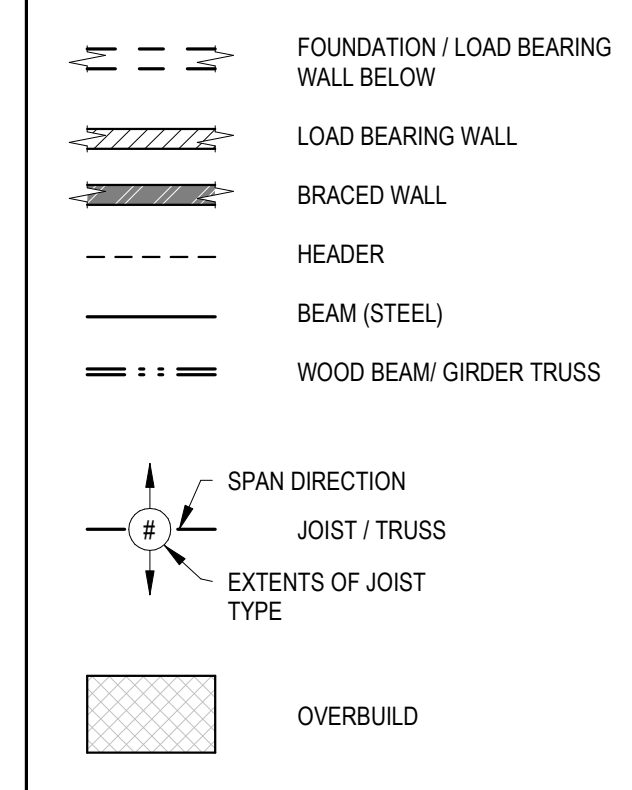 FOUNDATION / LOAD BEARING
WALL BELOW
LOAD BEARING WALL
BRACED WALL
HEADER
BEAM (STEEL)
WOOD BEAM/ GIRDER TRUSS
SPAN DIRECTION
#
JOIST / TRUSS
EXTENTS OF JOIST
TYPE
OVERBUILD